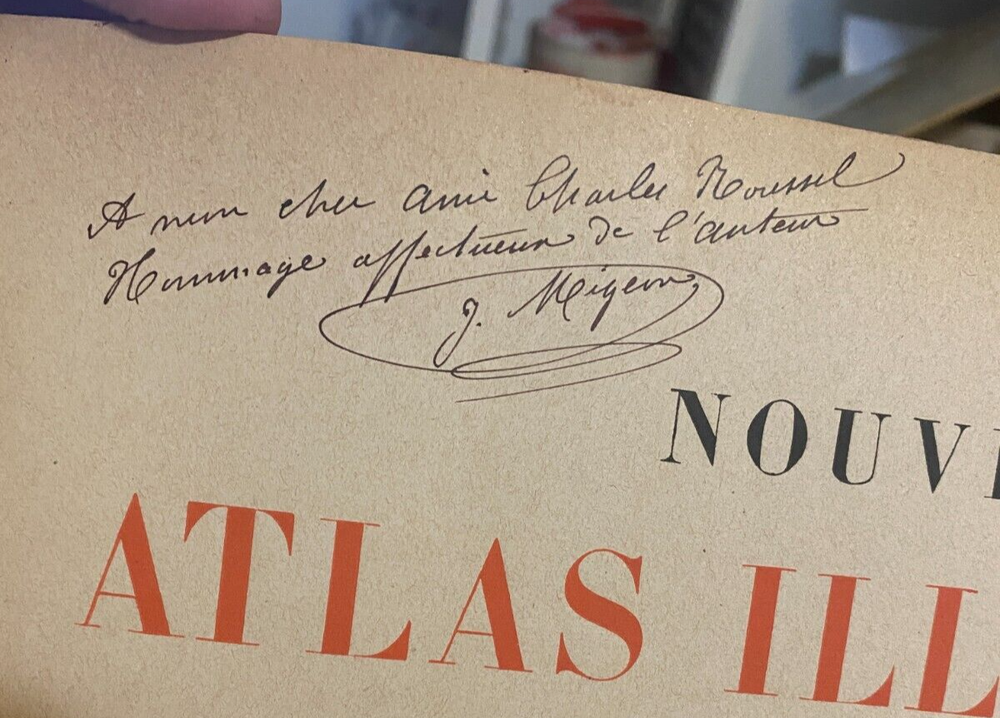 A mon cher ami Charles Roussel
Hommage affectueux de l'auteur
J. Migeon
NOUV
ATLAS ILL